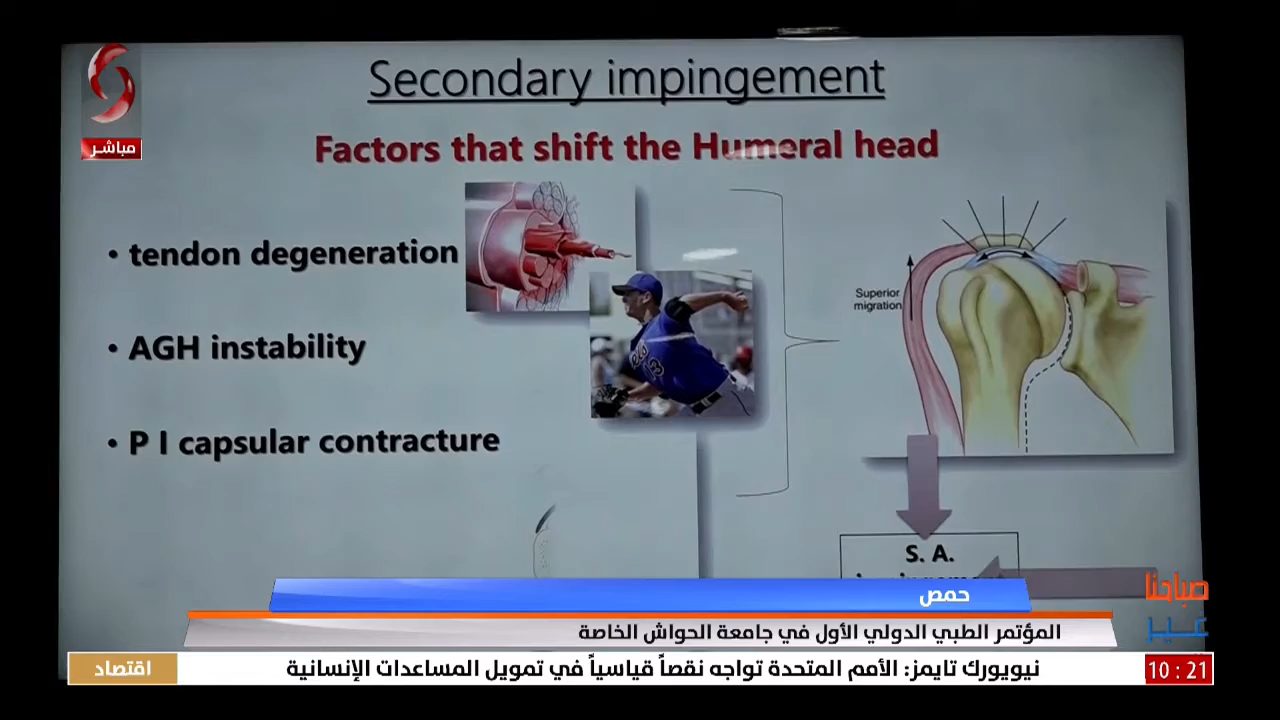 مباشر
Secondary impingement
Factors that shift the Humeral head
• tendon degeneration
• AGH instability
• P I capsular contracture
Superior
migration
S. A.
حمص
المؤتمر الطبي الدولي الأول في جامعة الحواش الخاصة
صباحنا
غير
اقتصاد
نيويورك تايمز: الأمم المتحدة تواجه نقصاً قياسياً في تمويل المساعدات الإنسانية
10:21